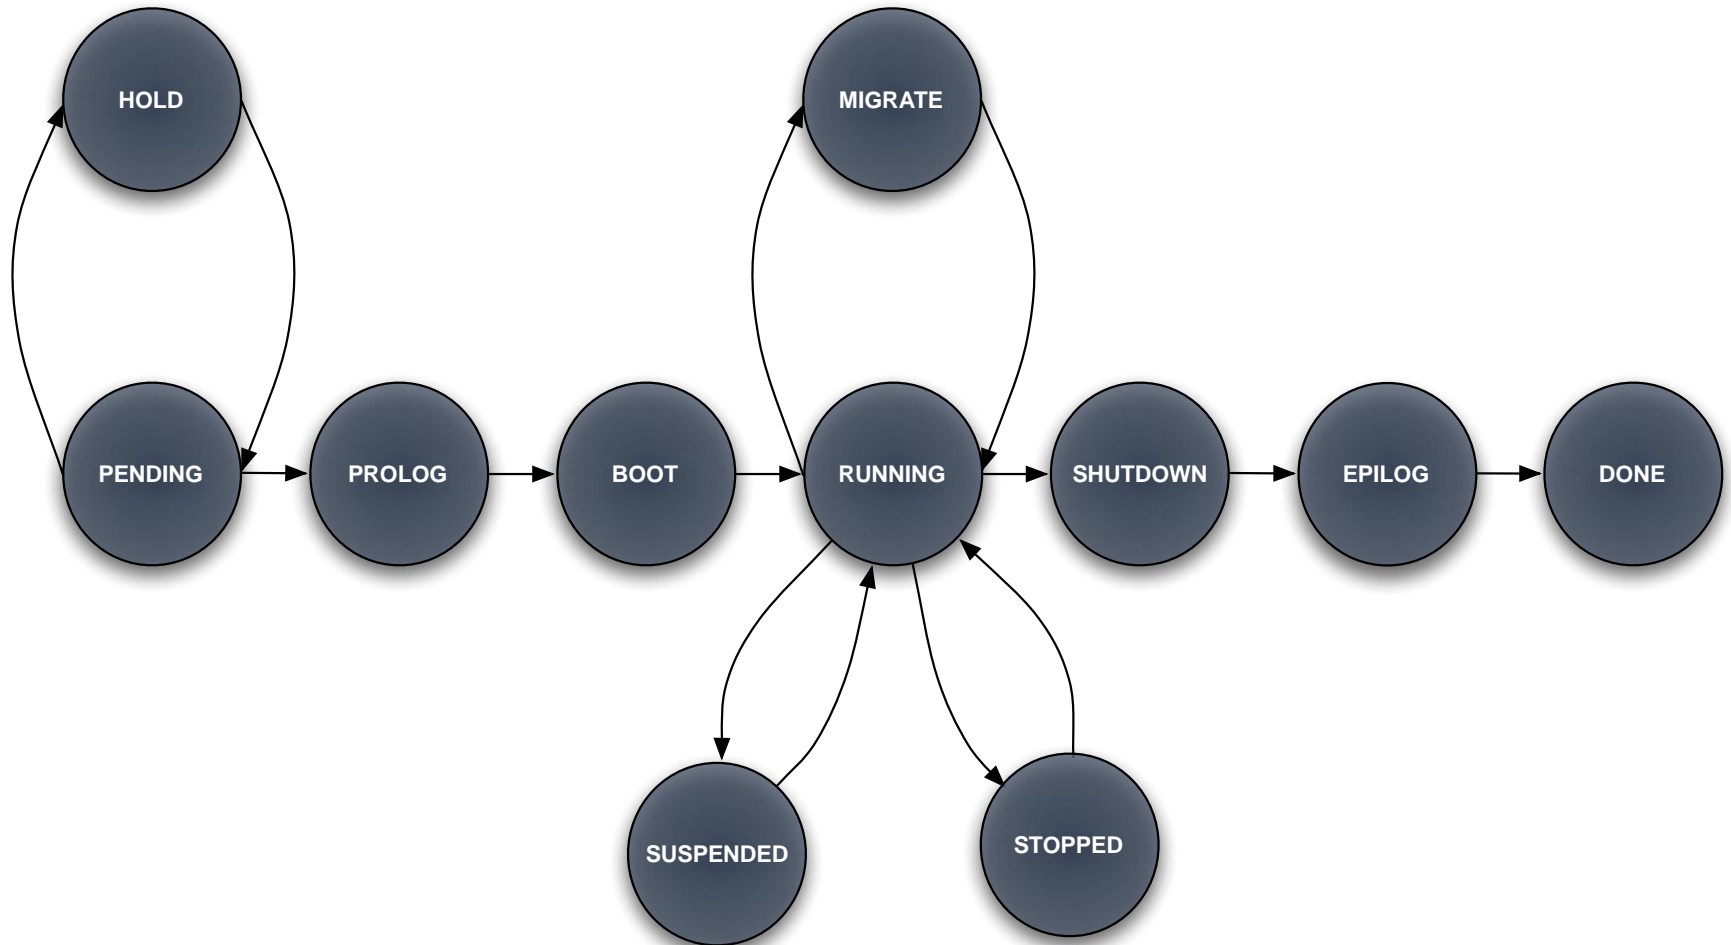 HOLD
MIGRATE
PENDING
PROLOG
BOOT
RUNNING
SHUTDOWN
EPILOG
DONE
SUSPENDED
STOPPED